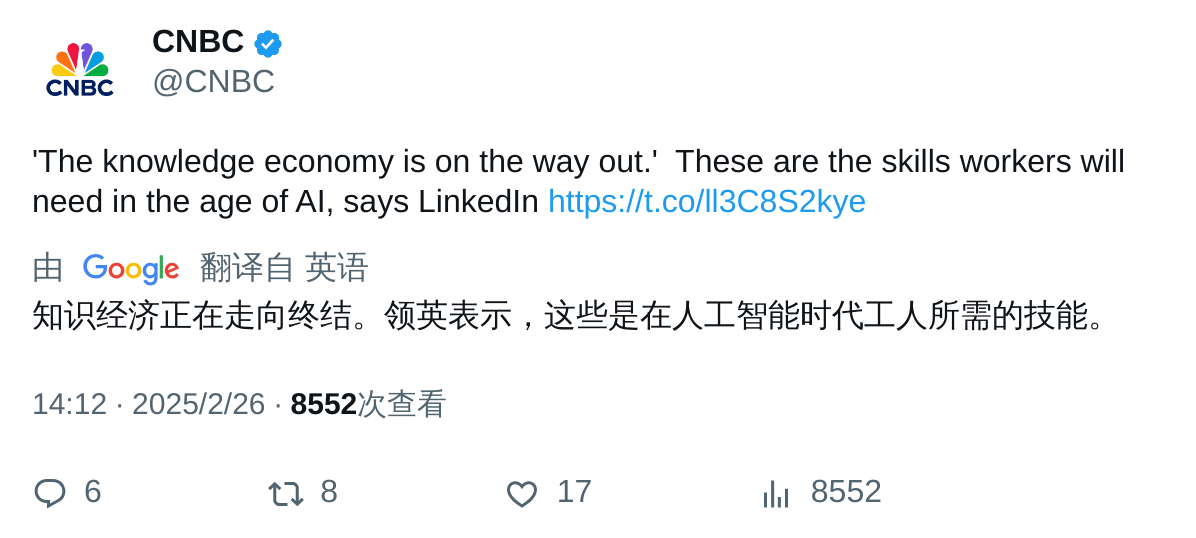 CNBC
CNBC
@CNBC
'The knowledge economy is on the way out.'  These are the skills workers will
need in the age of AI, says LinkedIn https://t.co/ll3C8S2kye
由 Google 翻译自 英语
知识经济正在走向终结。领英表示，这些是在人工智能时代工人所需的技能。
14:12 · 2025/2/26 · 8552次查看
6 8 17 8552